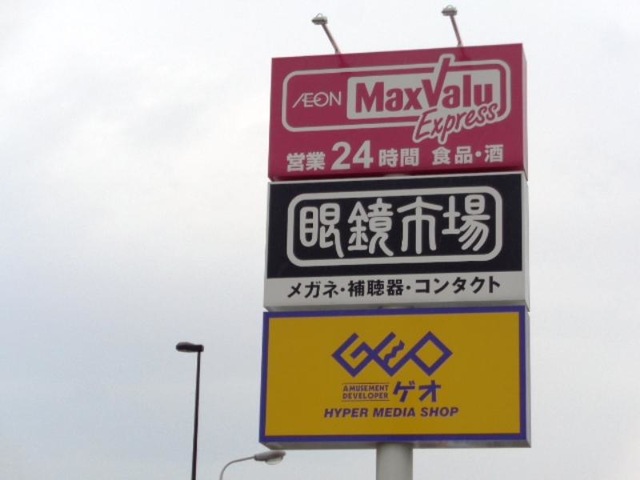 ÆON MaxValu
Express
営業24時間 食品・酒
眼鏡市場
メガネ・補聴器・コンタクト
GEO
AMUSEMENT
DEVELOPER ゲオ
HYPER MEDIA SHOP